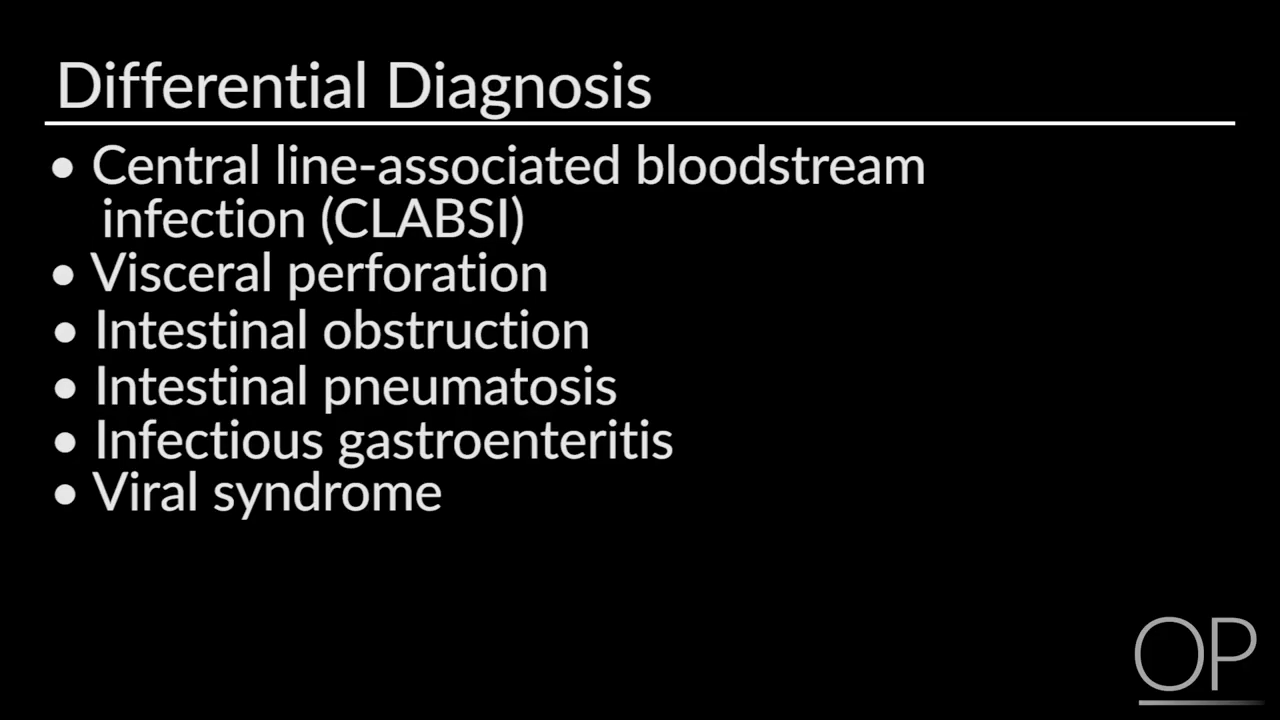 Differential Diagnosis
• Central line-associated bloodstream
infection (CLABSI)
• Visceral perforation
• Intestinal obstruction
• Intestinal pneumatosis
• Infectious gastroenteritis
• Viral syndrome
OP